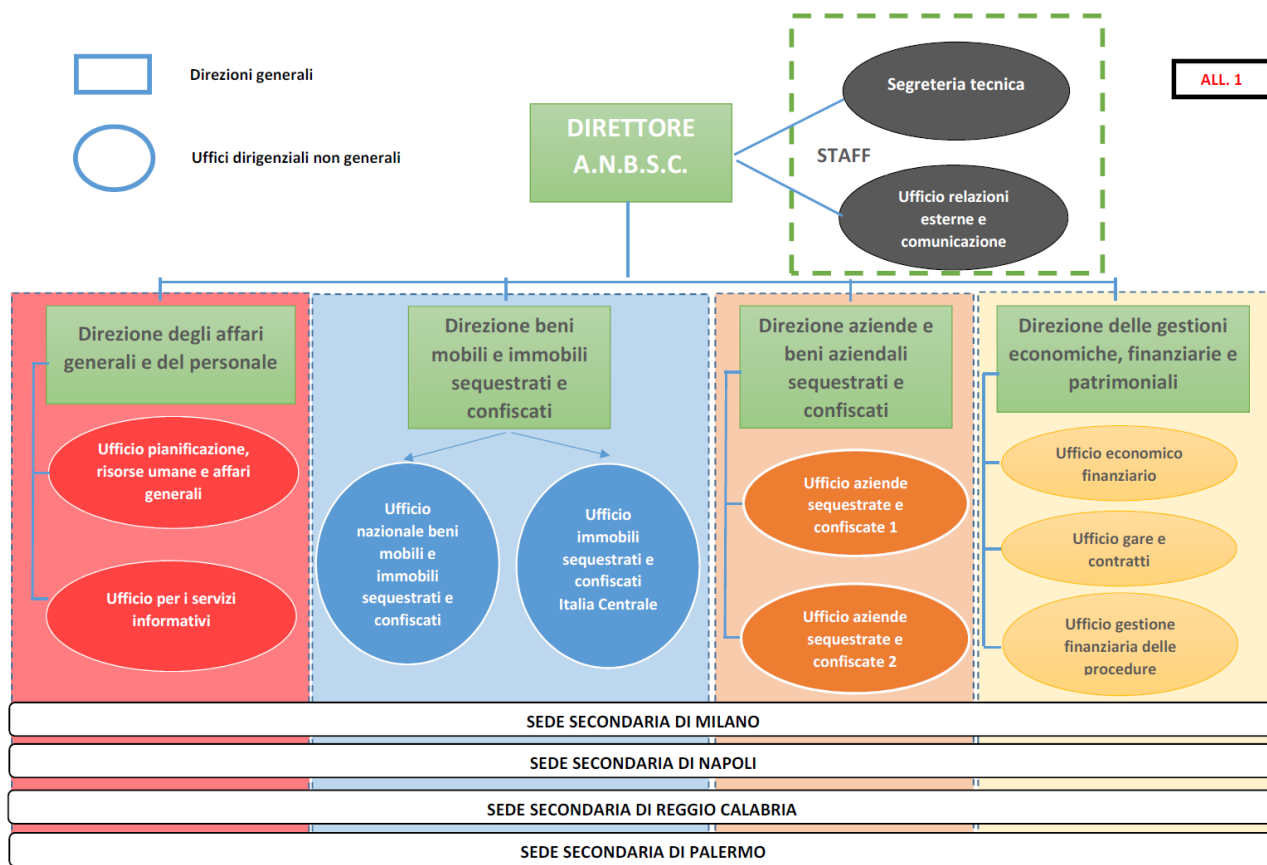 Direzioni generali
Uffici dirigenziali non generali
DIRETTORE
A.N.B.S.C.
STAFF
Segreteria tecnica
Ufficio relazioni
esterne e
comunicazione
ALL. 1
Direzione degli affari
generali e del personale
Ufficio pianificazione,
risorse umane e affari
generali
Ufficio per i servizi
informativi
Direzione beni
mobili e immobili
sequestrati e
confiscati
Ufficio
nazionale beni
mobili e
immobili
sequestrati e
confiscati
Ufficio
immobili
sequestrati e
confiscati
Italia Centrale
Direzione aziende e
beni aziendali
sequestrati e
confiscati
Ufficio aziende
sequestrate e
confiscate 1
Ufficio aziende
sequestrate e
confiscate 2
Direzione delle gestioni
economiche, finanziarie e
patrimoniali
Ufficio economico
finanziario
Ufficio gare e
contratti
Ufficio gestione
finanziaria delle
procedure
SEDE SECONDARIA DI MILANO
SEDE SECONDARIA DI NAPOLI
SEDE SECONDARIA DI REGGIO CALABRIA
SEDE SECONDARIA DI PALERMO